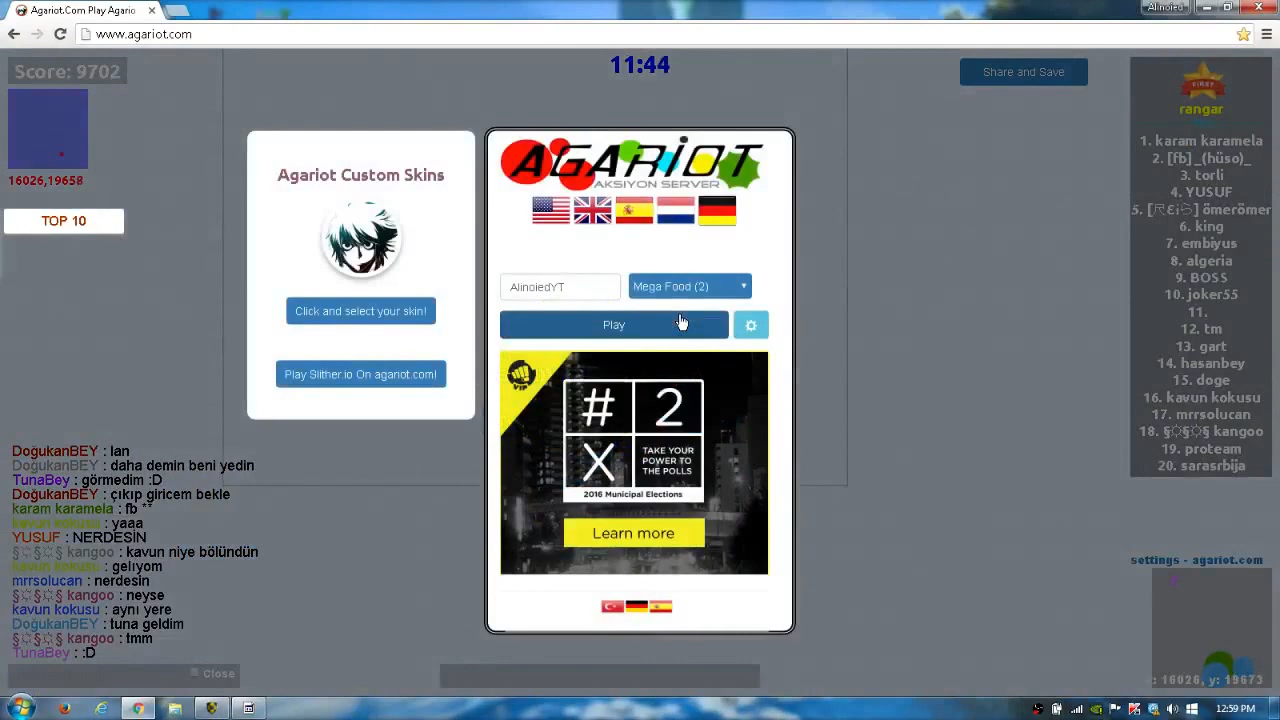 Agariot.Com Play Agario
Alinoied
www.agariot.com
Score: 9702
11:44
Share and Save
16026,19658
TOP 10
Agariot Custom Skins
Click and select your skin!
Play Slither.io On agariot.com!
AGARiOT
AKSIYON SERVER
AlinoiedYT
Mega Food (2)
Play
VIP
# 2
X
TAKE YOUR
POWER TO
THE POLLS
2016 Municipal Elections
Learn more
FIRST
rangar
1. karam karamela
2. [fb]_(hüso)_
3. torli
4. YUSUF
ömerömer
6. king
7. embiyus
8. algeria
9. BOSS
10. joker55
11.
12. tm
13. gart
14. hasanbey
15. doge
16. kavun kokusu
17. mrrsolucan
18. §☼§☼§ kangoo
19. proteam
20. sarasrbija
DoğukanBEY : lan
DoğukanBEY : daha demin beni yedin
TunaBey : görmedim :D
DoğukanBEY : çıkıp giricem bekle
karam karamela : fb **
kavun kokusu : yaaa
YUSUF : NERDESİN
§☼§☼§ kangoo : kavun niye bölündün
kavun kokusu : gelıyom
mrrsolucan : nerdesin
§☼§☼§ kangoo : neyse
kavun kokusu : aynı yere
DoğukanBEY : tuna geldim
§☼§☼§ kangoo : tmm
TunaBey : :D
Close
settings - agariot.com
: 16026, y: 19673
12:59 PM